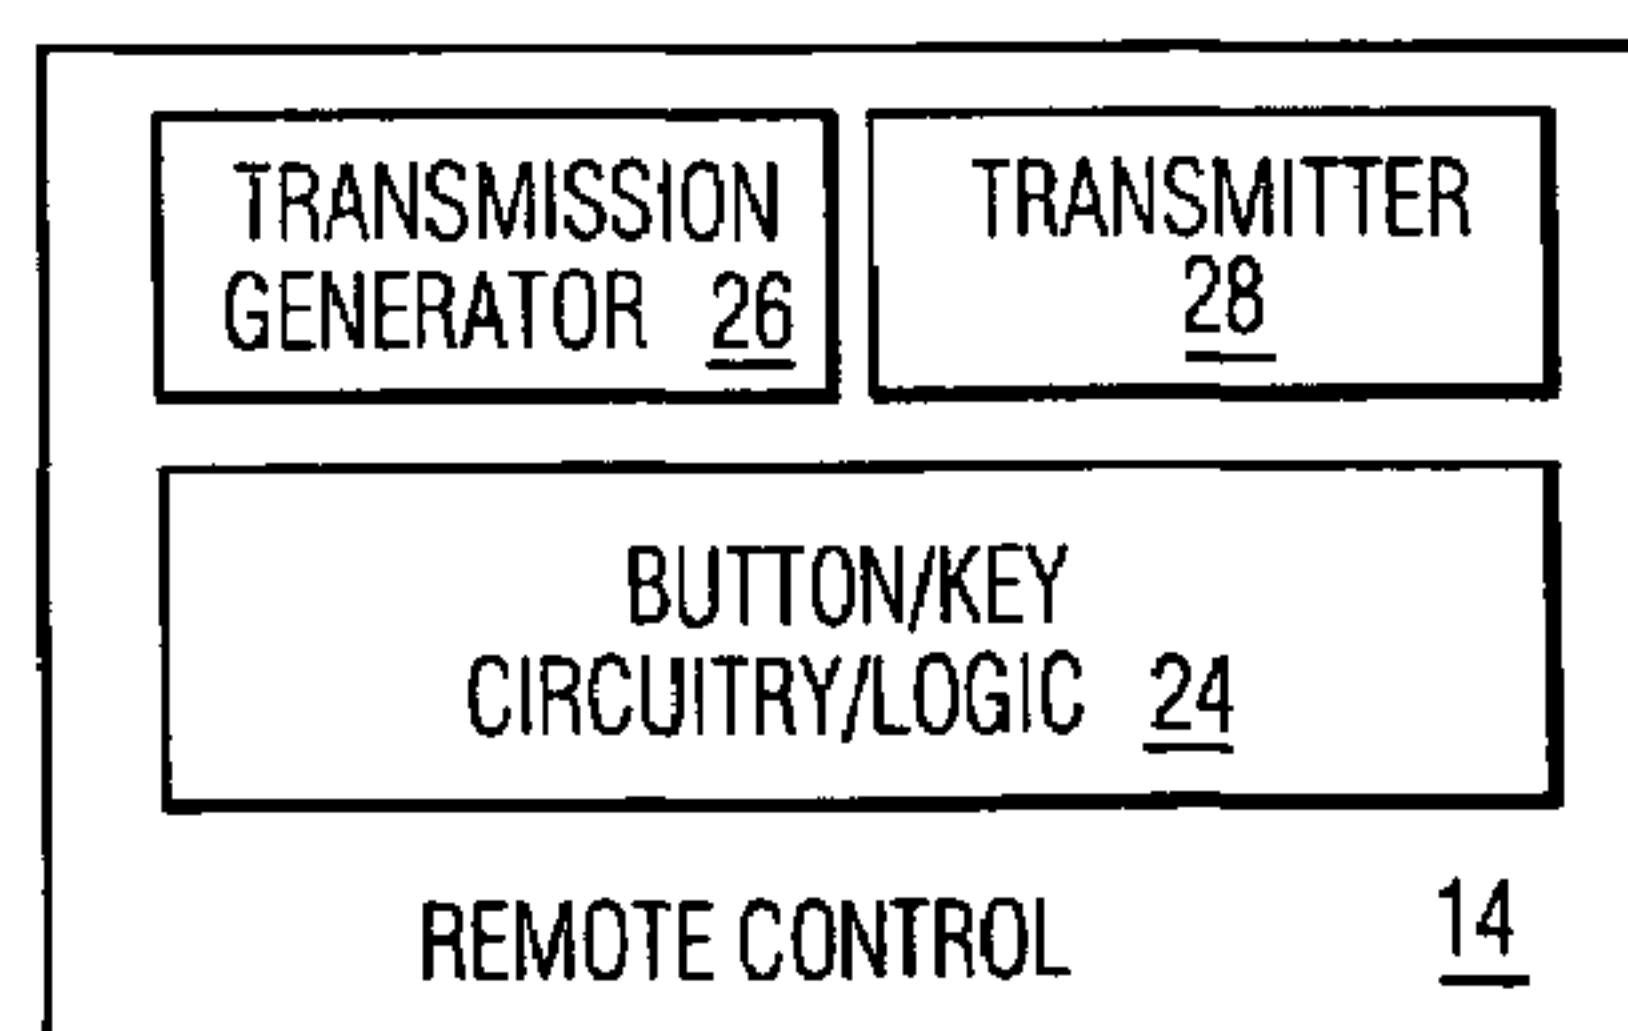 TRANSMISSION
GENERATOR 26
TRANSMITTER
28
BUTTON/KEY
CIRCUITRY/LOGIC 24
REMOTE CONTROL 14